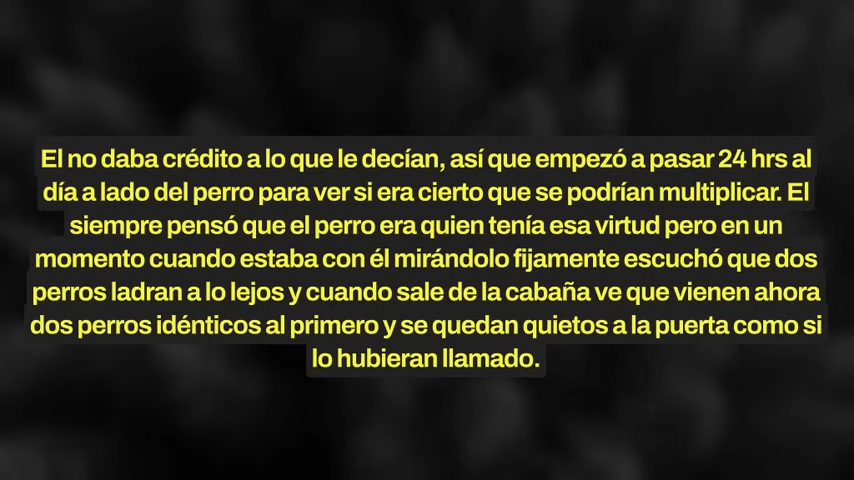 El no daba crédito a lo que le decían, así que empezó a pasar 24 hrs al
día a lado del perro para ver si era cierto que se podrían multiplicar. El
siempre pensó que el perro era quien tenía esa virtud pero en un
momento cuando estaba con él mirándolo fijamente escuchó que dos
perros ladran a lo lejos y cuando sale de la cabaña ve que vienen ahora
dos perros idénticos al primero y se quedan quietos a la puerta como si
lo hubieran llamado.